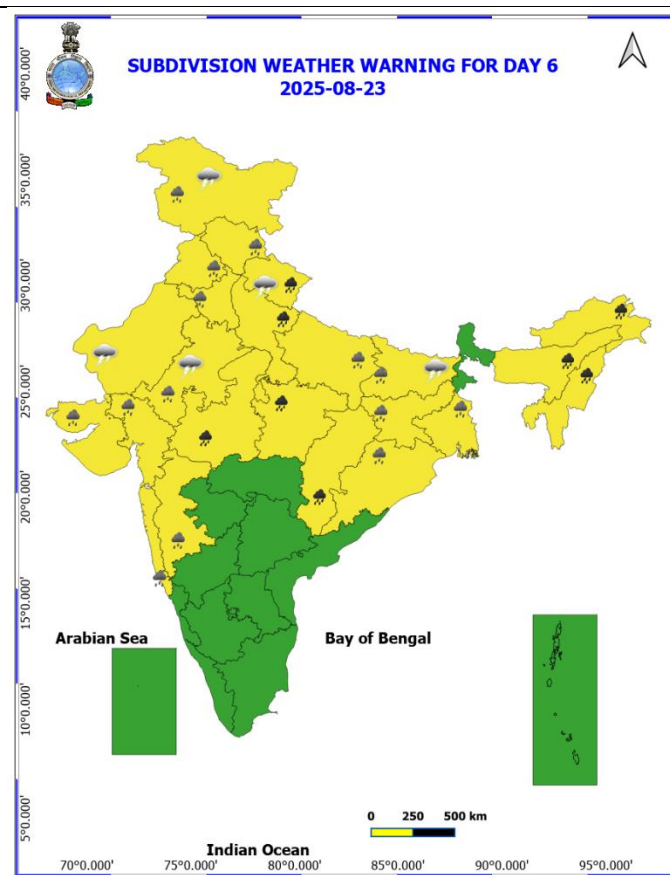 SUBDIVISION WEATHER WARNING FOR DAY 6
2025-08-23
40°0.000'
35°0.000'
30°0.000'
25°0.000'
20°0.000'
15°0.000'
10°0.000'
5°0.000'
Arabian Sea
Bay of Bengal
0 250 500 km
Indian Ocean
70°0.000' 75°0.000' 80°0.000' 85°0.000' 90°0.000' 95°0.000'